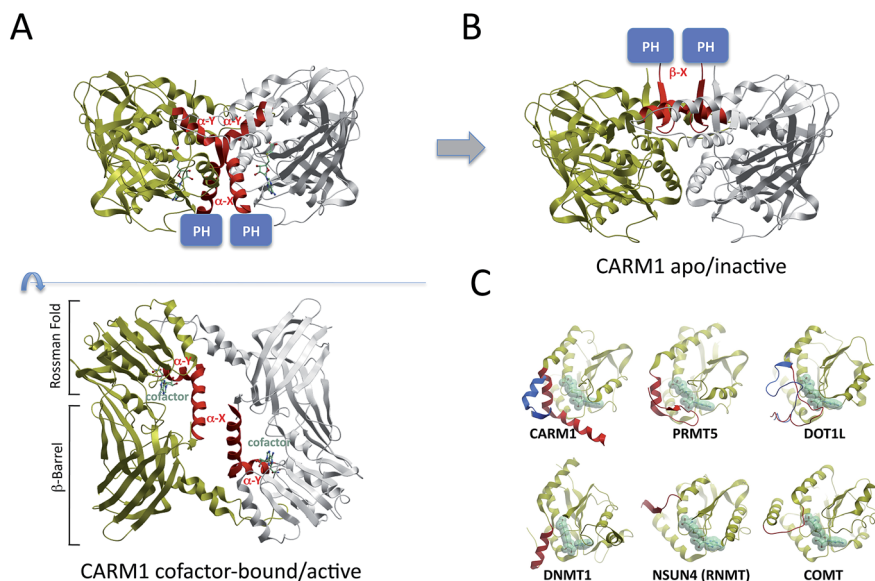 A
α-Y
α-Y
α-X
PH
PH
Rossman Fold
β-Barrel
α-Y
cofactor
α-X
cofactor
α-Y
CARM1 cofactor-bound/active
B
PH
PH
β-X
CARM1 apo/inactive
C
CARM1
PRMT5
DOT1L
DNMT1
NSUN4 (RNMT)
COMT